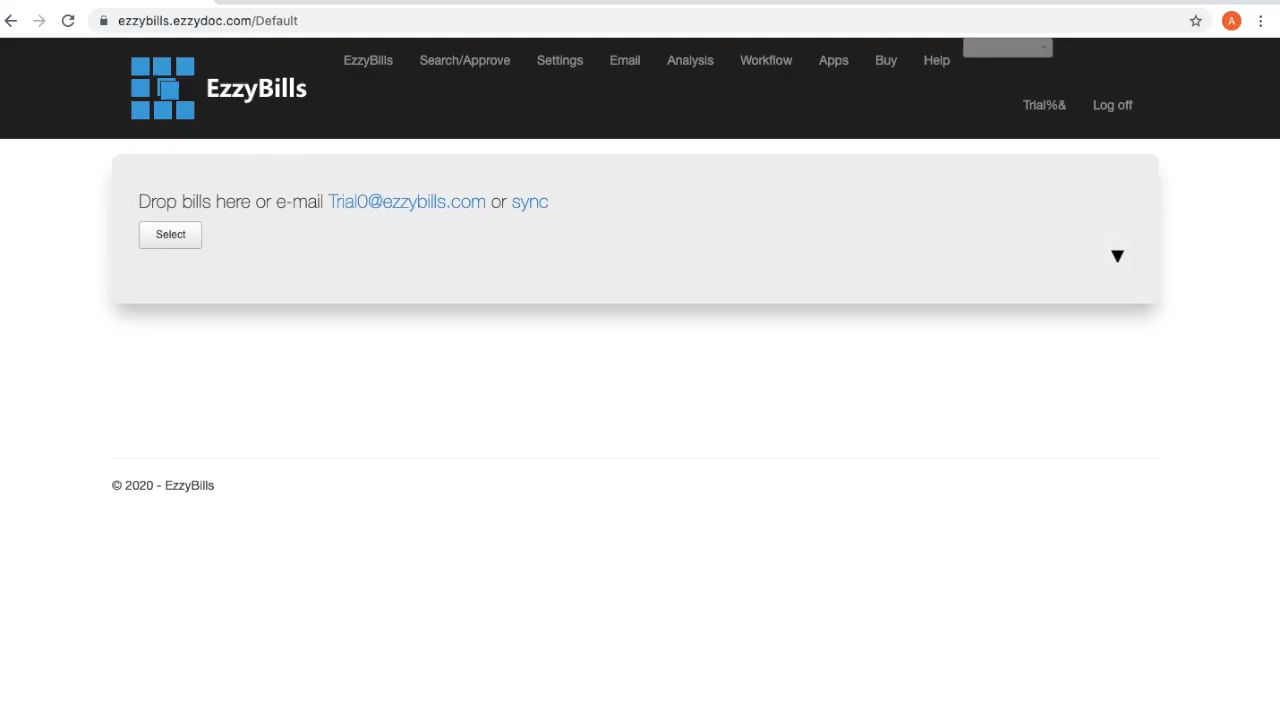 ezzybills.ezzydoc.com/Default
A
EzzyBills
EzzyBills Search/Approve Settings Email Analysis Workflow Apps Buy Help
Trial%& Log off
Drop bills here or e-mail Trial0@ezzybills.com or sync
Select
© 2020 - EzzyBills